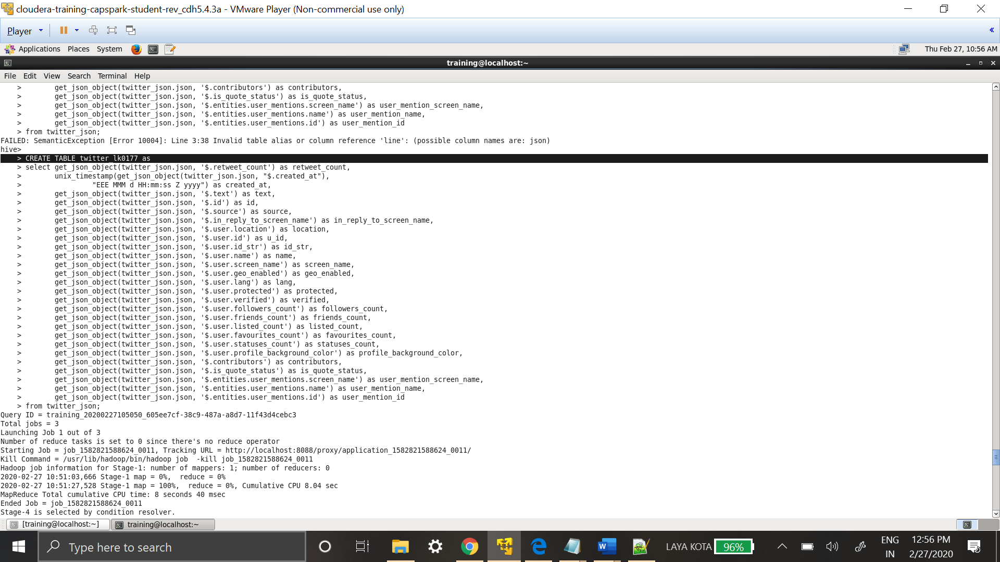 cloudera-training-capspark-student-rev_cdh5.4.3a - VMware Player (Non-commercial use only)
Player
Applications Places System Thu Feb 27, 10:56 AM
training@localhost:~
File Edit View Search Terminal Help
    >        get_json_object(twitter_json.json, '$.contributors') as contributors,
    >        get_json_object(twitter_json.json, '$.is_quote_status') as is_quote_status,
    >        get_json_object(twitter_json.json, '$.entities.user_mentions.screen_name') as user_mention_screen_name,
    >        get_json_object(twitter_json.json, '$.entities.user_mentions.name') as user_mention_name,
    >        get_json_object(twitter_json.json, '$.entities.user_mentions.id') as user_mention_id
    > from twitter_json;
FAILED: SemanticException [Error 10004]: Line 3:38 Invalid table alias or column reference 'line': (possible column names are: json)
hive>
    > CREATE TABLE twitter_lk0177 as
    > select get_json_object(twitter_json.json, '$.retweet_count') as retweet_count,
    >        unix_timestamp(get_json_object(twitter_json.json, "$.created_at"),
    >                 "EEE MMM d HH:mm:ss Z yyyy") as created_at,
    >        get_json_object(twitter_json.json, '$.text') as text,
    >        get_json_object(twitter_json.json, '$.id') as id,
    >        get_json_object(twitter_json.json, '$.source') as source,
    >        get_json_object(twitter_json.json, '$.in_reply_to_screen_name') as in_reply_to_screen_name,
    >        get_json_object(twitter_json.json, '$.user.location') as location,
    >        get_json_object(twitter_json.json, '$.user.id') as u_id,
    >        get_json_object(twitter_json.json, '$.user.id_str') as id_str,
    >        get_json_object(twitter_json.json, '$.user.name') as name,
    >        get_json_object(twitter_json.json, '$.user.screen_name') as screen_name,
    >        get_json_object(twitter_json.json, '$.user.geo_enabled') as geo_enabled,
    >        get_json_object(twitter_json.json, '$.user.lang') as lang,
    >        get_json_object(twitter_json.json, '$.user.protected') as protected,
    >        get_json_object(twitter_json.json, '$.user.verified') as verified,
    >        get_json_object(twitter_json.json, '$.user.followers_count') as followers_count,
    >        get_json_object(twitter_json.json, '$.user.friends_count') as friends_count,
    >        get_json_object(twitter_json.json, '$.user.listed_count') as listed_count,
    >        get_json_object(twitter_json.json, '$.user.favourites_count') as favourites_count,
    >        get_json_object(twitter_json.json, '$.user.statuses_count') as statuses_count,
    >        get_json_object(twitter_json.json, '$.user.profile_background_color') as profile_background_color,
    >        get_json_object(twitter_json.json, '$.contributors') as contributors,
    >        get_json_object(twitter_json.json, '$.is_quote_status') as is_quote_status,
    >        get_json_object(twitter_json.json, '$.entities.user_mentions.screen_name') as user_mention_screen_name,
    >        get_json_object(twitter_json.json, '$.entities.user_mentions.name') as user_mention_name,
    >        get_json_object(twitter_json.json, '$.entities.user_mentions.id') as user_mention_id
    > from twitter_json;
Query ID = training_20200227105050_605ee7cf-38c9-487a-a8d7-11f43d4cebc3
Total jobs = 3
Launching Job 1 out of 3
Number of reduce tasks is set to 0 since there's no reduce operator
Starting Job = job_1582821588624_0011, Tracking URL = http://localhost:8088/proxy/application_1582821588624_0011/
Kill Command = /usr/lib/hadoop/bin/hadoop job  -kill job_1582821588624_0011
Hadoop job information for Stage-1: number of mappers: 1; number of reducers: 0
2020-02-27 10:51:03,666 Stage-1 map = 0%,  reduce = 0%
2020-02-27 10:51:27,528 Stage-1 map = 100%,  reduce = 0%, Cumulative CPU 8.04 sec
MapReduce Total cumulative CPU time: 8 seconds 40 msec
Ended Job = job_1582821588624_0011
Stage-4 is selected by condition resolver.
[training@localhost:~] training@localhost:~
Type here to search LAYA KOTA 96% ENG 12:56 PM
IN 2/27/2020